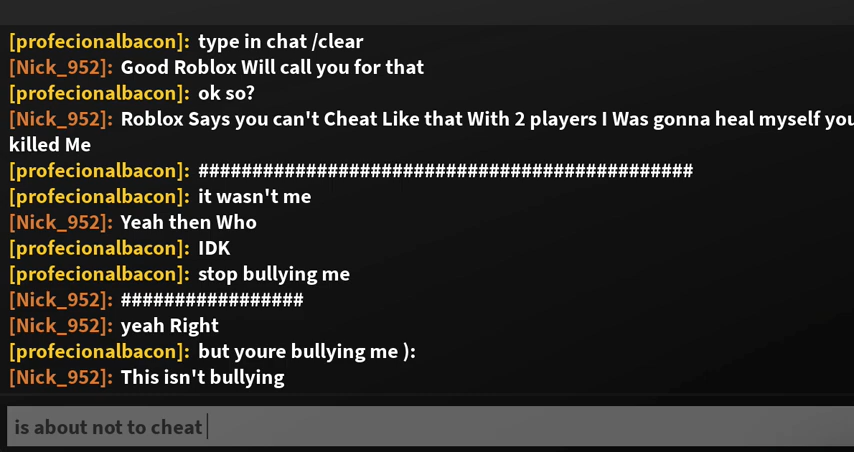 [profecionalbacon]: type in chat /clear
[Nick_952]: Good Roblox Will call you for that
[profecionalbacon]: ok so?
[Nick_952]: Roblox Says you can't Cheat Like that With 2 players I Was gonna heal myself you
killed Me
[profecionalbacon]: ##############################################
[profecionalbacon]: it wasn't me
[Nick_952]: Yeah then Who
[profecionalbacon]: IDK
[profecionalbacon]: stop bullying me
[Nick_952]: #################
[Nick_952]: yeah Right
[profecionalbacon]: but youre bullying me ):
[Nick_952]: This isn't bullying
is about not to cheat